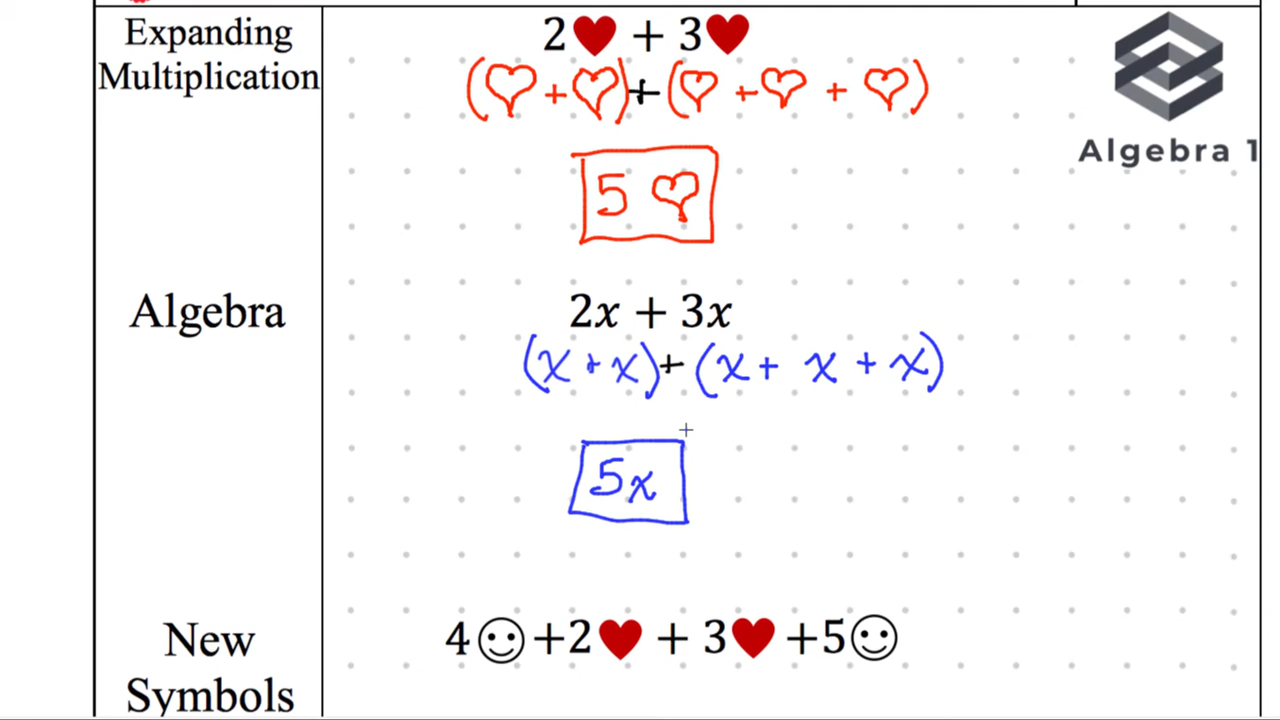 Expanding
Multiplication
2❤ + 3❤
(♡ + ♡) + (♡ + ♡ + ♡)
5 ♡
Algebra 1
Algebra
2x + 3x
(x + x) + (x + x + x)
5x
New
Symbols
4☺+2❤ + 3❤ +5☺